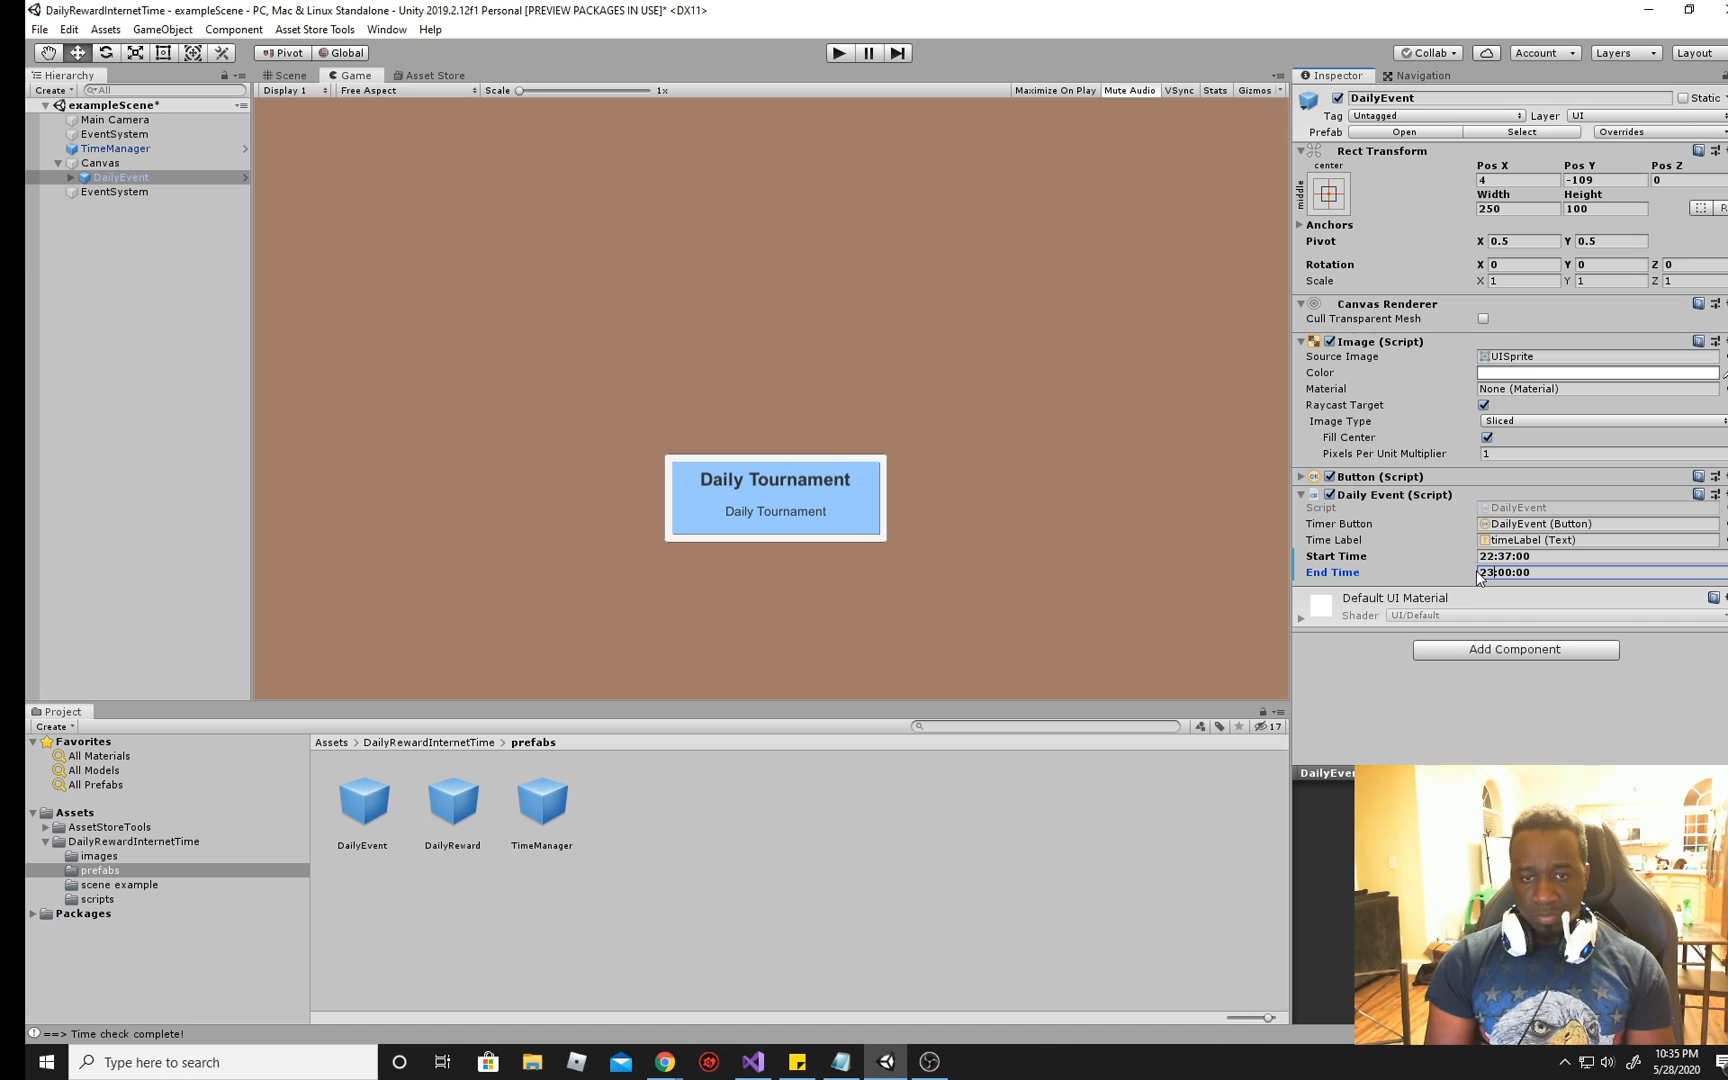 DailyRewardInternetTime - exampleScene - PC, Mac & Linux Standalone - Unity 2019.2.12f1 Personal [PREVIEW PACKAGES IN USE]* <DX11>
File Edit Assets GameObject Component Asset Store Tools Window Help
Pivot Global Collab Account Layers Layout
Hierarchy Scene Game Asset Store Inspector Navigation
Create All Display 1 Free Aspect Scale 1x Maximize On Play Mute Audio VSync Stats Gizmos
exampleScene*
Main Camera
EventSystem
TimeManager
Canvas
DailyEvent
EventSystem
Daily Tournament
Daily Tournament
DailyEvent Static
Tag Untagged Layer UI
Prefab Open Select Overrides
Rect Transform
center Pos X Pos Y Pos Z
middle 4 -109 0
Width Height
250 100
R
Anchors
Pivot X 0.5 Y 0.5
Rotation X 0 Y 0 Z 0
Scale X 1 Y 1 Z 1
Canvas Renderer
Cull Transparent Mesh
Image (Script)
Source Image UISprite
Color
Material None (Material)
Raycast Target
Image Type Sliced
Fill Center
Pixels Per Unit Multiplier 1
Button (Script)
Daily Event (Script)
Script DailyEvent
Timer Button DailyEvent (Button)
Time Label timeLabel (Text)
Start Time 22:37:00
End Time 23:00:00
Default UI Material
Shader UI/Default
Add Component
DailyEve
Project
Create 17
Favorites
All Materials
All Models
All Prefabs
Assets
AssetStoreTools
DailyRewardInternetTime
images
prefabs
scene example
scripts
Packages
Assets > DailyRewardInternetTime > prefabs
DailyEvent DailyReward TimeManager
==> Time check complete!
Type here to search
10:35 PM
5/28/2020